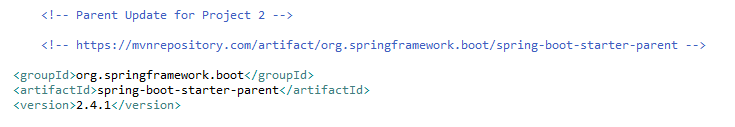 <!-- Parent Update for Project 2 -->
<!-- https://mvnrepository.com/artifact/org.springframework.boot/spring-boot-starter-parent -->
<groupId>org.springframework.boot</groupId>
<artifactId>spring-boot-starter-parent</artifactId>
<version>2.4.1</version>